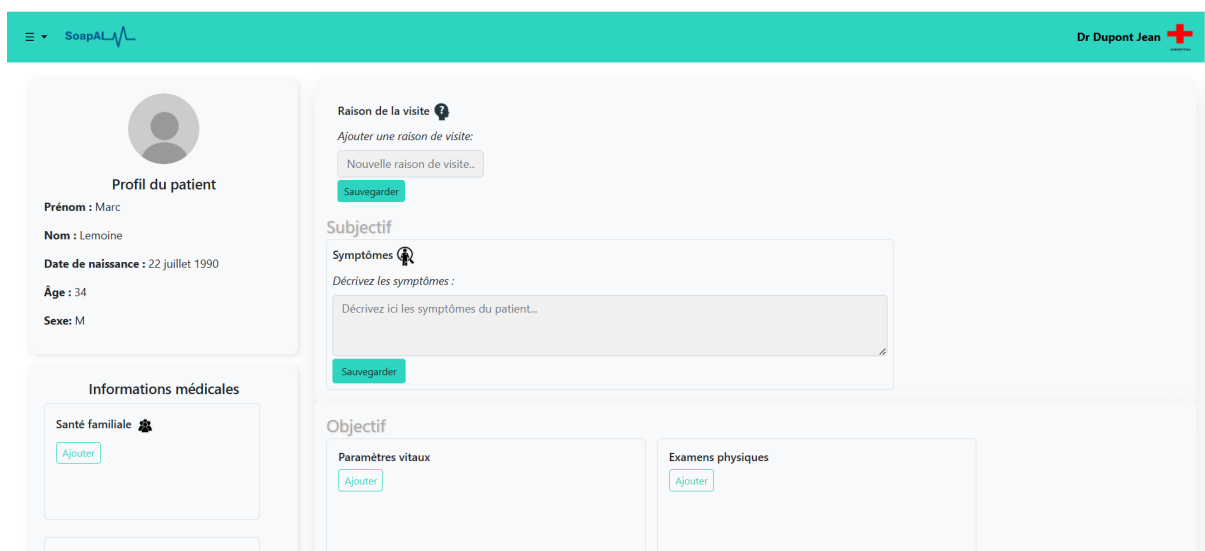 ☰
SoapAI
Dr Dupont Jean
Profil du patient
Prénom : Marc
Nom : Lemoine
Date de naissance : 22 juillet 1990
Âge : 34
Sexe: M
Informations médicales
Santé familiale
Ajouter
Raison de la visite
Ajouter une raison de visite:
Nouvelle raison de visite..
Sauvegarder
Subjectif
Symptômes
Décrivez les symptômes :
Décrivez ici les symptômes du patient...
Sauvegarder
Objectif
Paramètres vitaux
Ajouter
Examens physiques
Ajouter